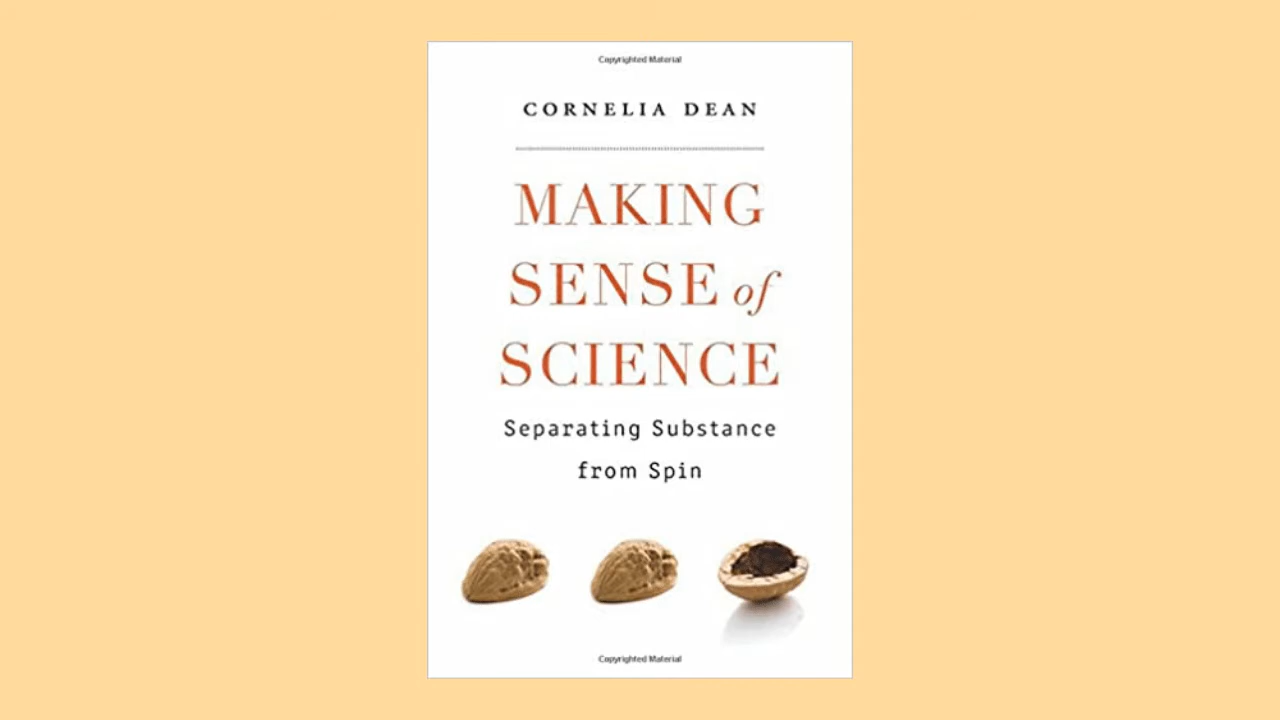 Copyrighted Material
CORNELIA DEAN
MAKING
SENSE of
SCIENCE
Separating Substance
from Spin
Copyrighted Material